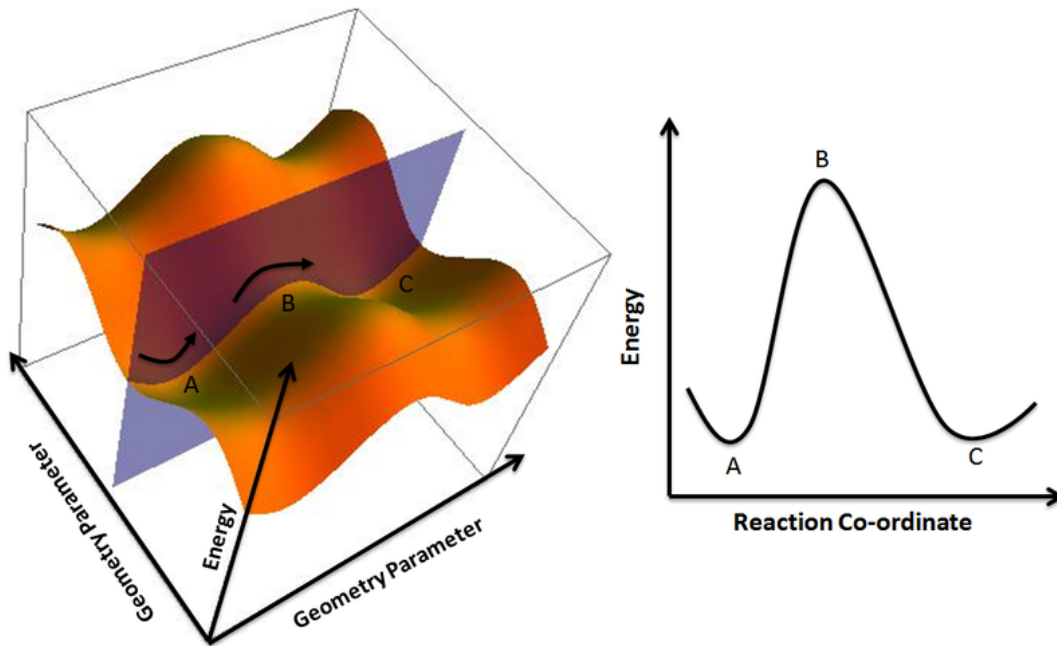 A
B
C
Geometry Parameter
Energy
Geometry Parameter
B
A
C
Energy
Reaction Co-ordinate